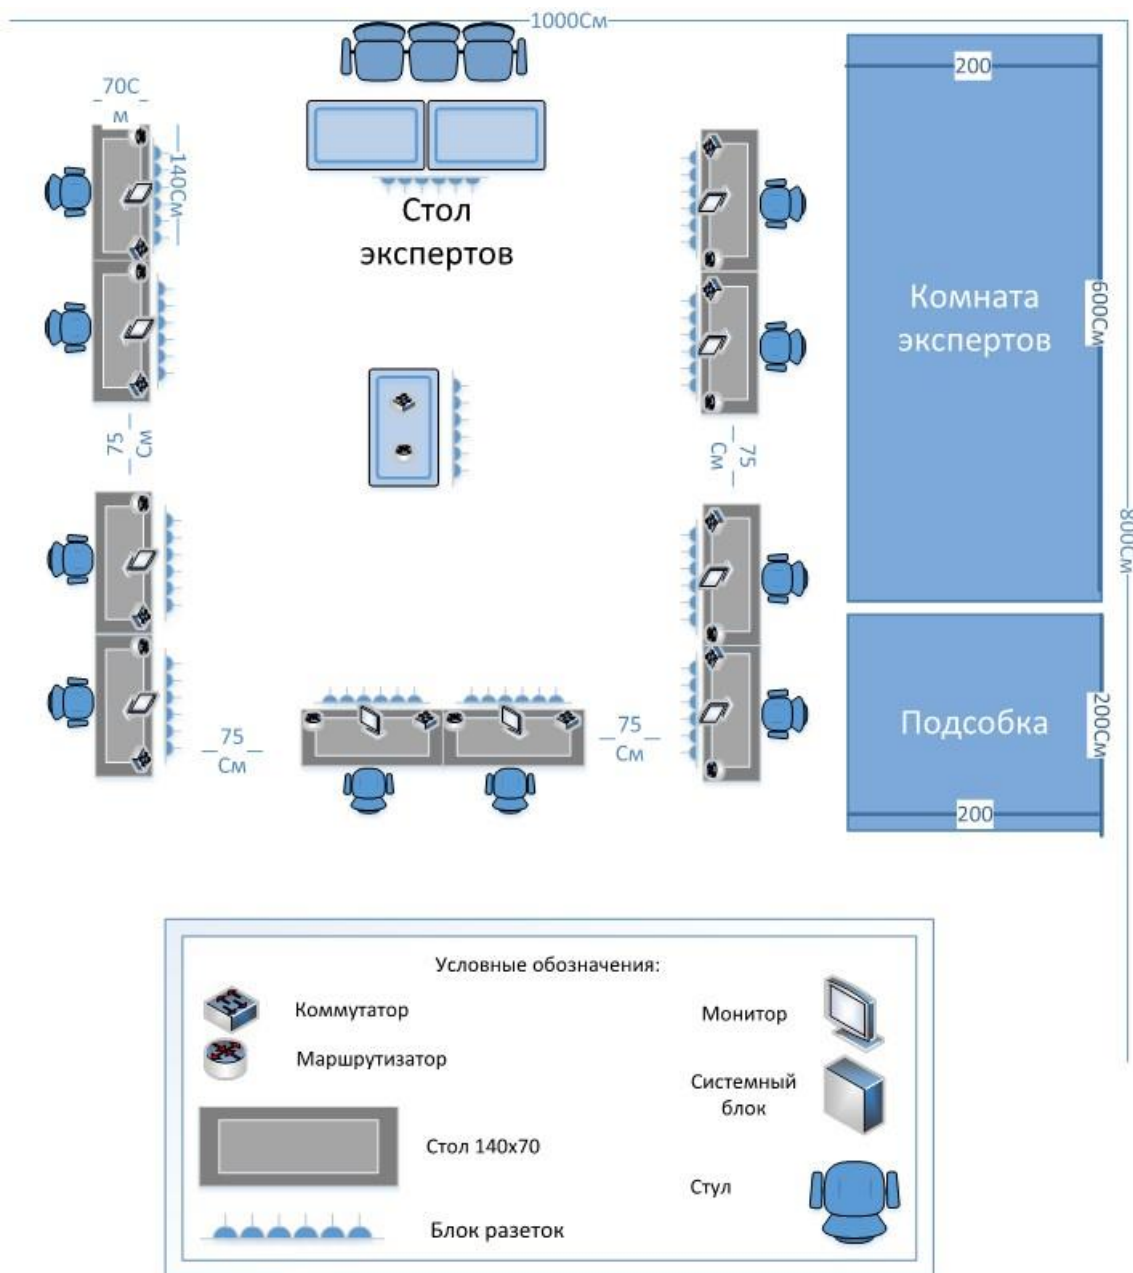 1000См
200
70С
м
140См
Стол
экспертов
Комната
экспертов
600См
75
См
75
См
800См
75
См
75
См
Подсобка
200См
200
Условные обозначения:
Коммутатор
Монитор
Маршрутизатор
Системный
блок
Стол 140х70
Стул
Блок разеток